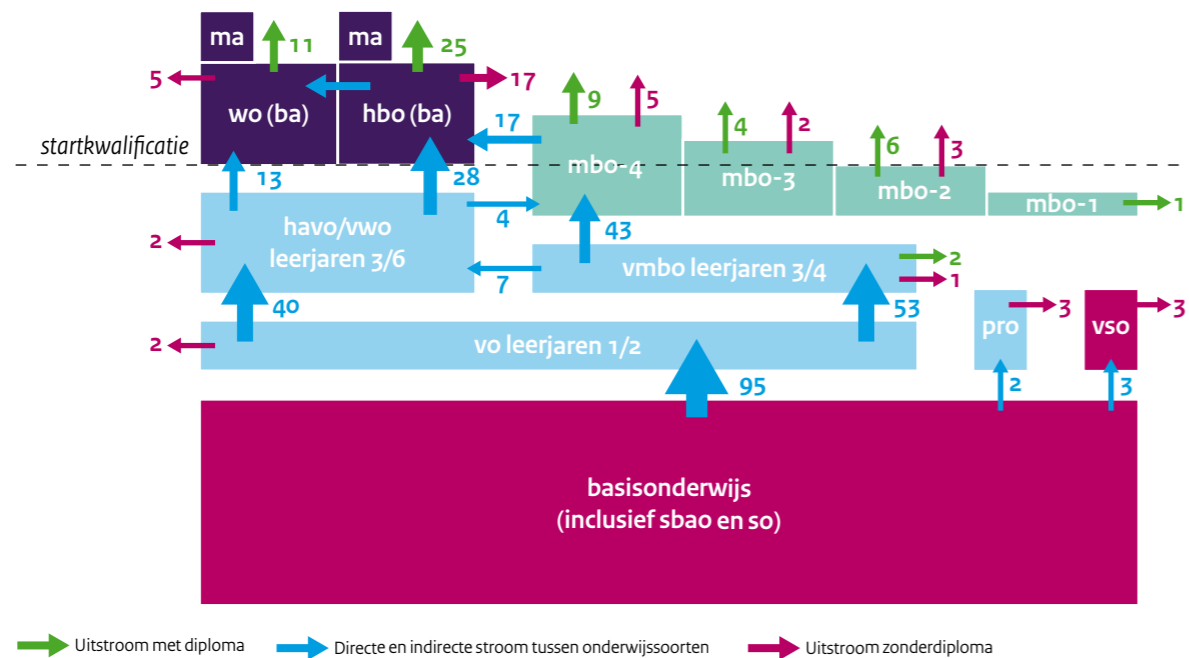 ma
11
ma
25
5
17
wo (ba)
hbo (ba)
17
9
5
4
2
6
3
startkwalificatie
13
28
mbo-4
mbo-3
mbo-2
mbo-1
1
havo/vwo
leerjaren 3/6
2
4
43
7
vmbo leerjaren 3/4
2
1
40
53
pro
3
vso
3
2
vo leerjaren 1/2
95
2
3
basisonderwijs
(inclusief sbao en so)
Uitstroom met diploma
Directe en indirecte stroom tussen onderwijssoorten
Uitstroom zonderdiploma